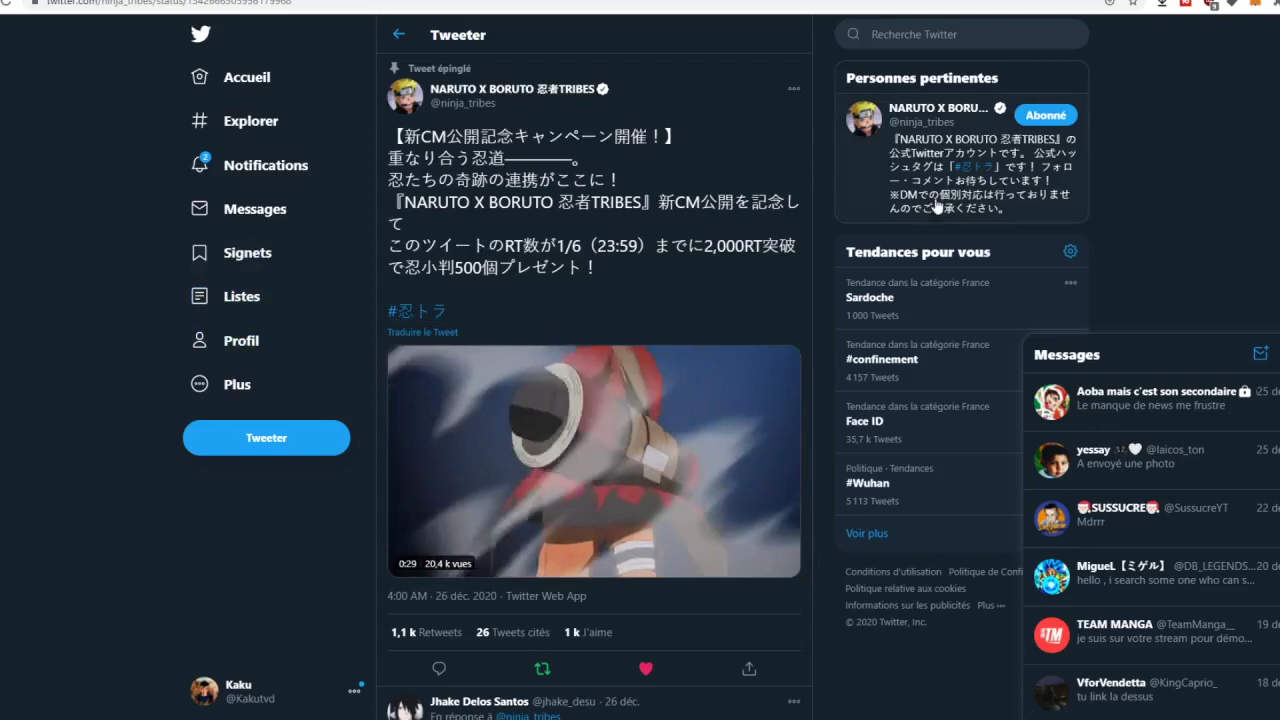 twitter.com/ninja_tribes/status/1342666305956179968
Accueil
Explorer
2
Notifications
Messages
Signets
Listes
Profil
Plus
Tweeter
Kaku
@Kakutvd
Tweeter
Tweet épinglé
NARUTO X BORUTO 忍者TRIBES
@ninja_tribes
【新CM公開記念キャンペーン開催！】
重なり合う忍道————。
忍たちの奇跡の連携がここに！
『NARUTO X BORUTO 忍者TRIBES』新CM公開を記念し
て
このツイートのRT数が1/6（23:59）までに2,000RT突破
で忍小判500個プレゼント！
#忍トラ
Traduire le Tweet
0:29 20,4 k vues
4:00 AM · 26 déc. 2020 · Twitter Web App
1,1 k Retweets 26 Tweets cités 1 k J'aime
Jhake Delos Santos @jhake_desu · 26 déc.
En réponse à @ninja_tribes
Recherche Twitter
Personnes pertinentes
NARUTO X BORU...
@ninja_tribes
Abonné
『NARUTO X BORUTO 忍者TRIBES』の
公式Twitterアカウントです。 公式ハッ
シュタグは「#忍トラ」です！ フォロ
ー・コメントお待ちしています！
※DMでの個別対応は行っておりませ
んのでご承ください。
Tendances pour vous
Tendance dans la catégorie France
Sardoche
1 000 Tweets
Tendance dans la catégorie France
#confinement
4 157 Tweets
Tendance dans la catégorie France
Face ID
35,7 k Tweets
Politique · Tendances
#Wuhan
5 113 Tweets
Voir plus
Conditions d'utilisation Politique de Confi
Politique relative aux cookies
Informations sur les publicités Plus
© 2020 Twitter, Inc.
Messages
Aoba mais c'est son secondaire 25 d
Le manque de news me frustre
yessay @laicos_ton 25 d
A envoyé une photo
SUSSUCRE @SussucreYT 22 d
Mdrrr
MigueL【ミゲル】 @DB_LEGENDS... 20 d
hello , i search some one who can s...
TEAM MANGA @TeamManga__ 19 d
je suis sur votre stream pour démo...
VforVendetta @KingCaprio_ 18 d
tu link la dessus